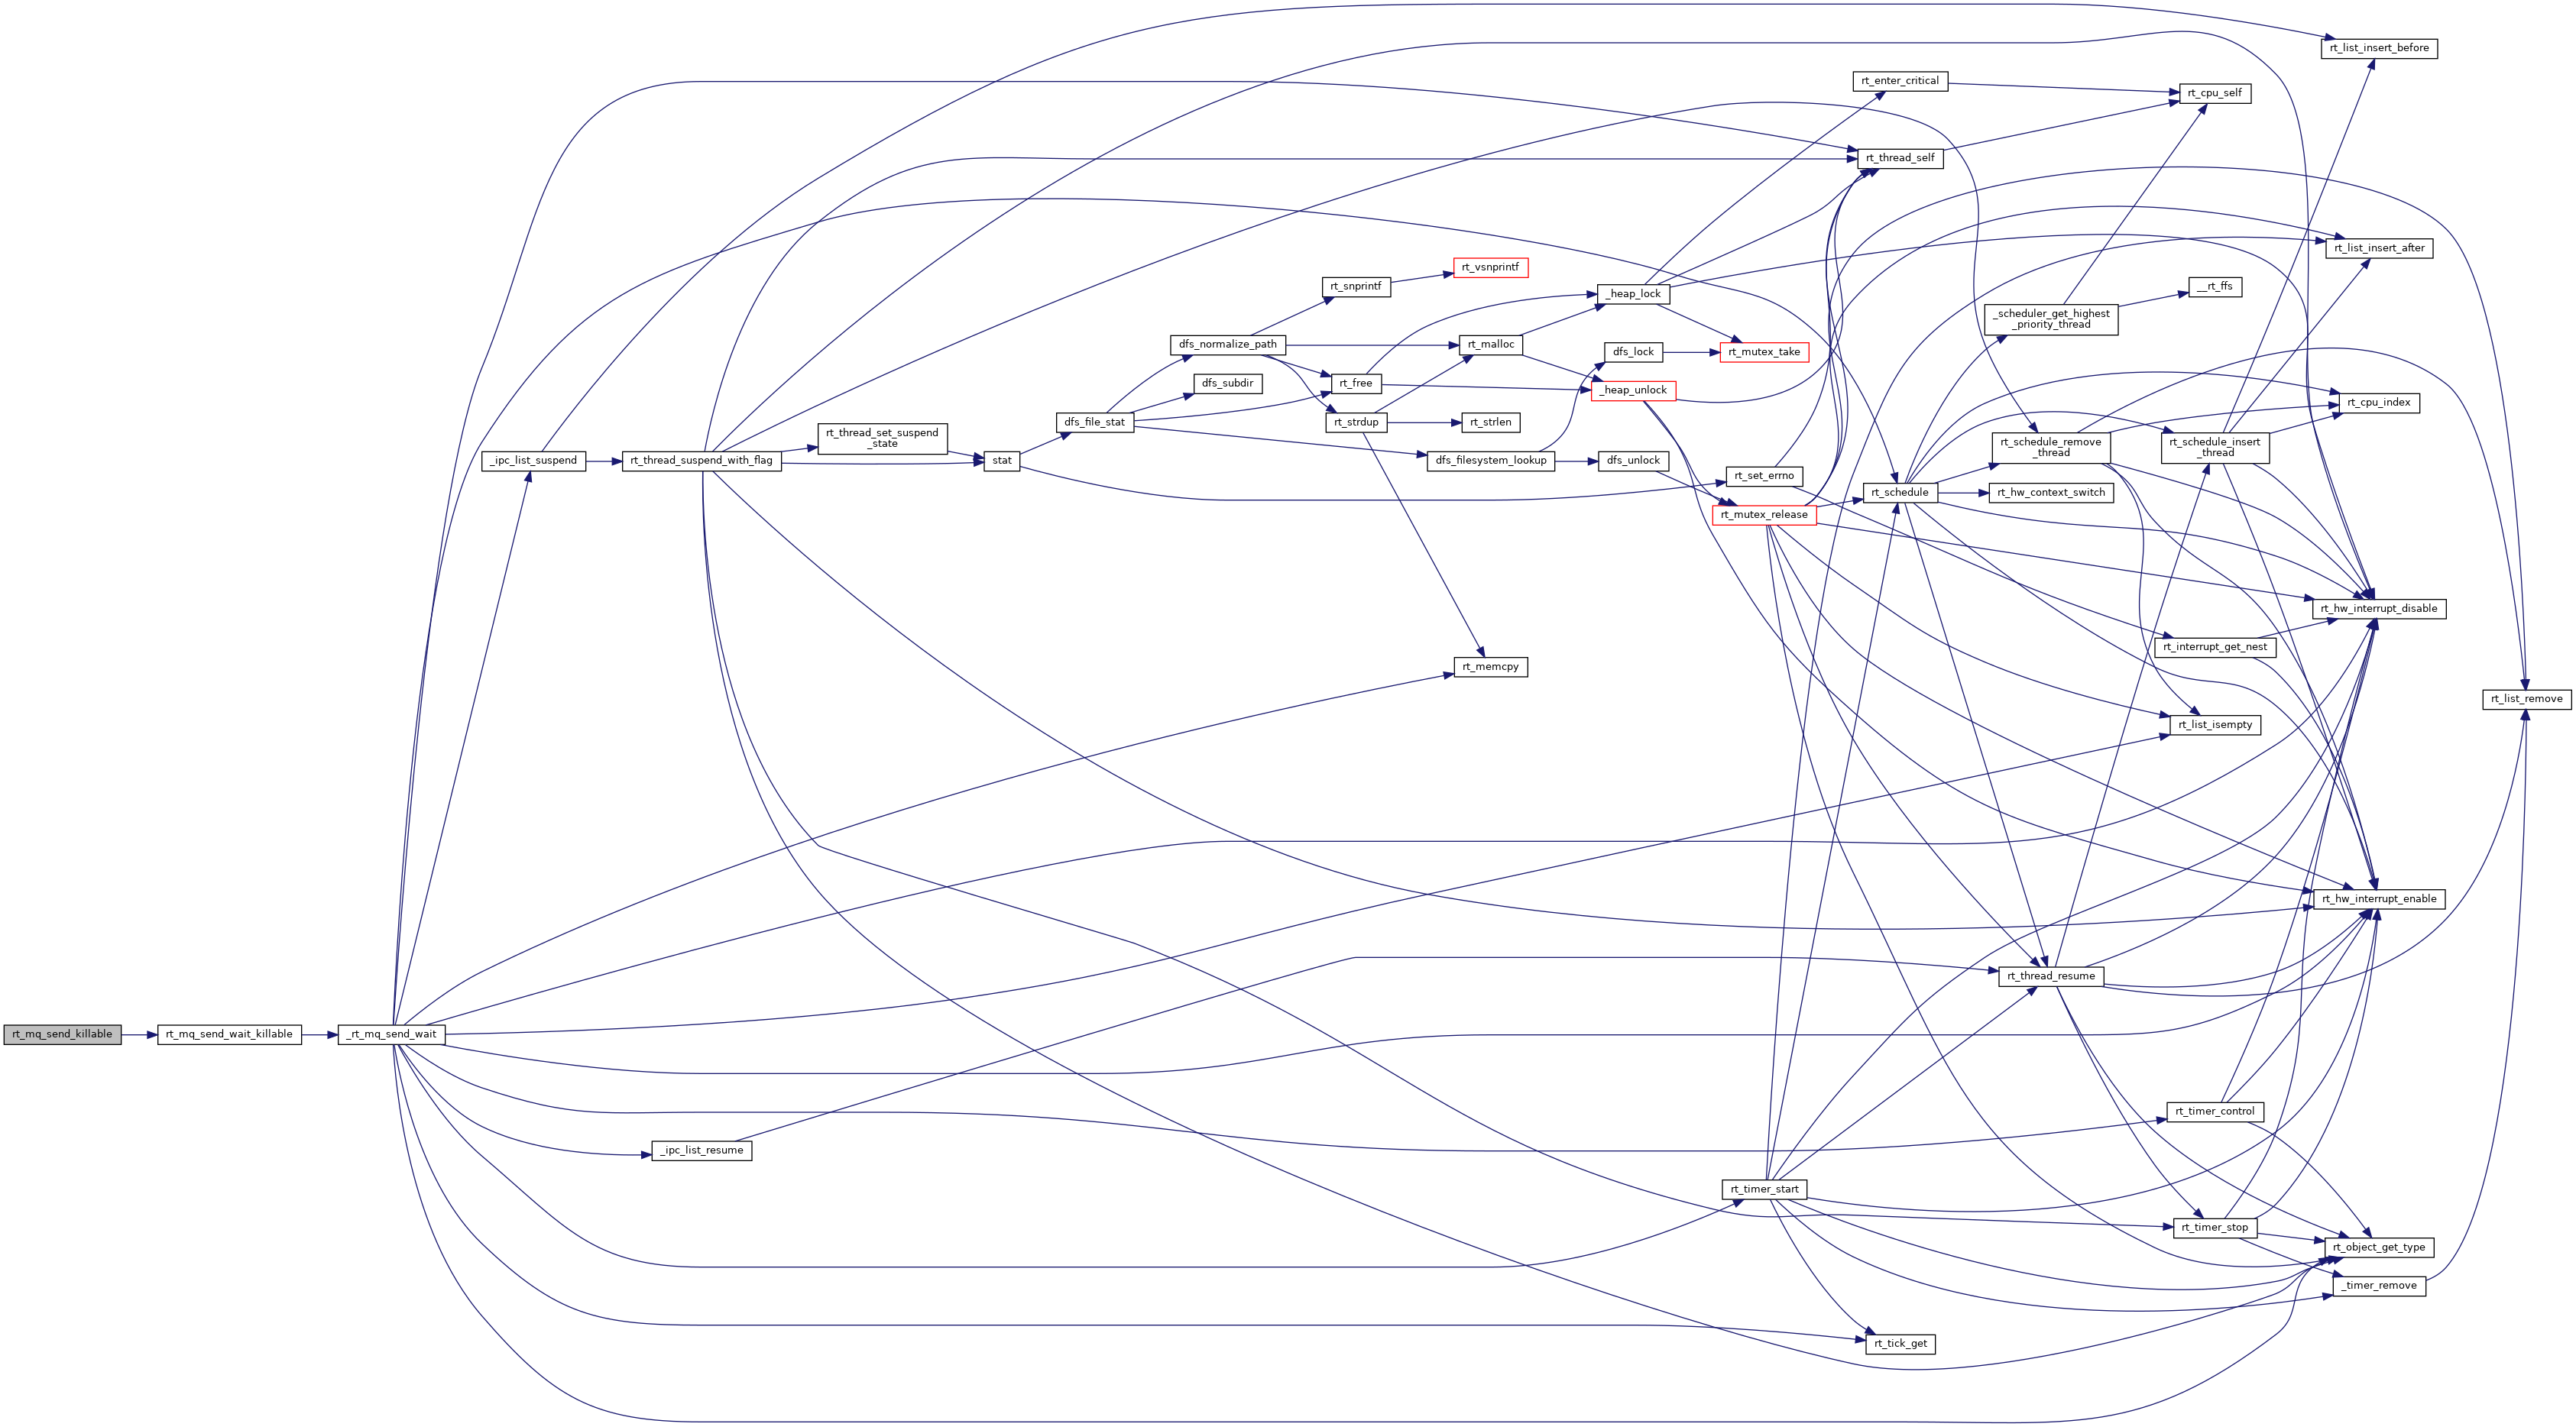 rt_list_insert_before
rt_enter_critical
rt_cpu_self
rt_thread_self
rt_list_insert_after
rt_vsnprintf
rt_snprintf
__rt_ffs
_heap_lock
_scheduler_get_highest
_priority_thread
dfs_normalize_path
rt_malloc
dfs_lock
rt_mutex_take
dfs_subdir
rt_free
_heap_unlock
rt_cpu_index
dfs_file_stat
rt_strdup
rt_strlen
rt_thread_set_suspend
_state
rt_schedule_remove
_thread
rt_schedule_insert
_thread
_ipc_list_suspend
rt_thread_suspend_with_flag
stat
dfs_filesystem_lookup
dfs_unlock
rt_set_errno
rt_schedule
rt_hw_context_switch
rt_mutex_release
rt_hw_interrupt_disable
rt_interrupt_get_nest
rt_memcpy
rt_list_remove
rt_list_isempty
rt_hw_interrupt_enable
rt_thread_resume
rt_mq_send_killable
rt_mq_send_wait_killable
_rt_mq_send_wait
rt_timer_control
_ipc_list_resume
rt_timer_start
rt_timer_stop
rt_object_get_type
_timer_remove
rt_tick_get